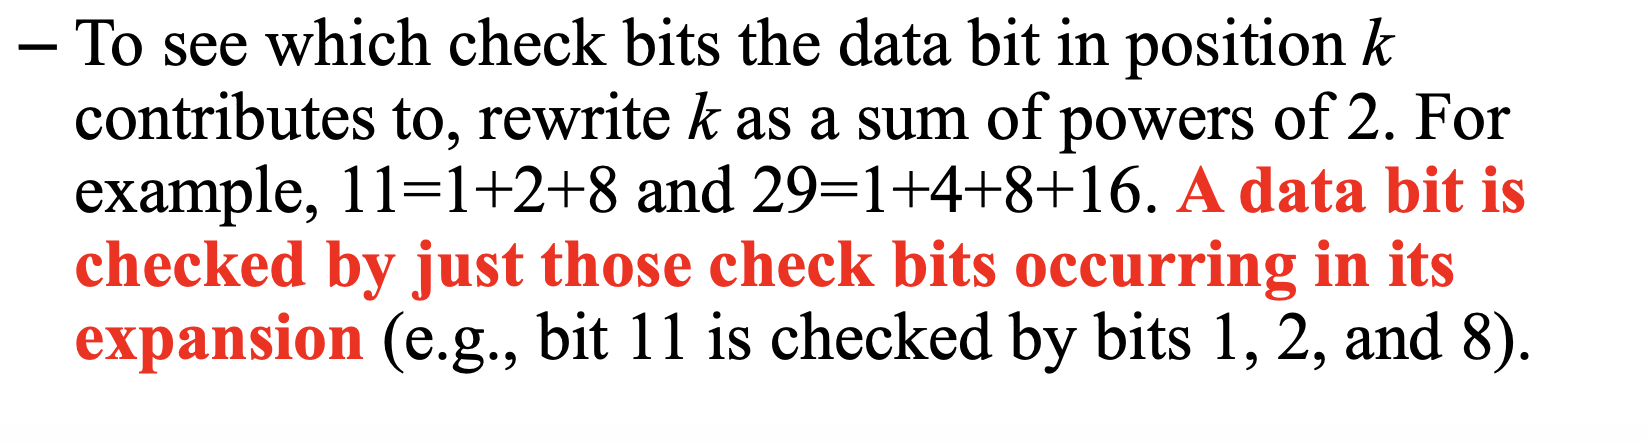 – To see which check bits the data bit in position k
contributes to, rewrite k as a sum of powers of 2. For
example, 11=1+2+8 and 29=1+4+8+16. A data bit is
checked by just those check bits occurring in its
expansion (e.g., bit 11 is checked by bits 1, 2, and 8).